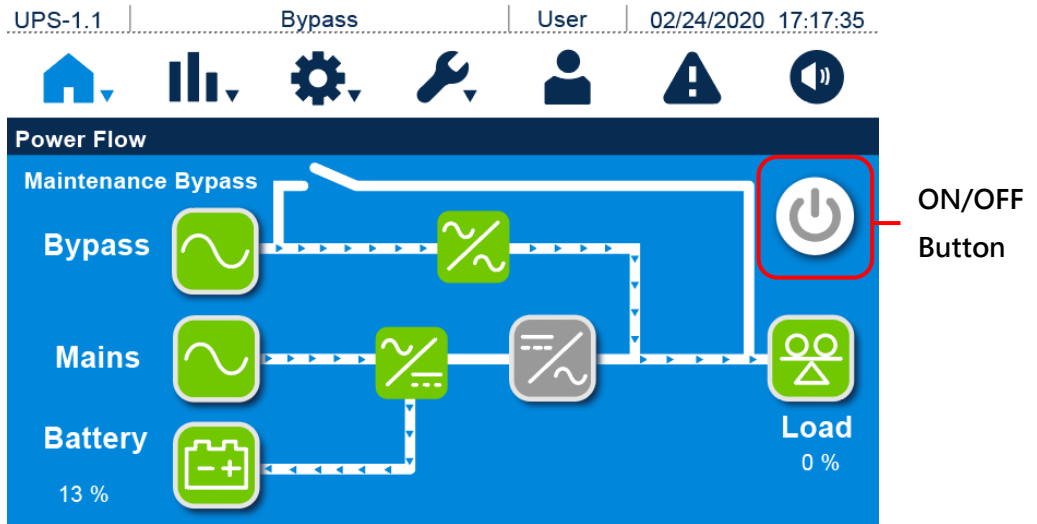 UPS-1.1 Bypass User 02/24/2020 17:17:35
Power Flow
Maintenance Bypass
ON/OFF
Button
Bypass
Mains
Battery
13 %
Load
0 %